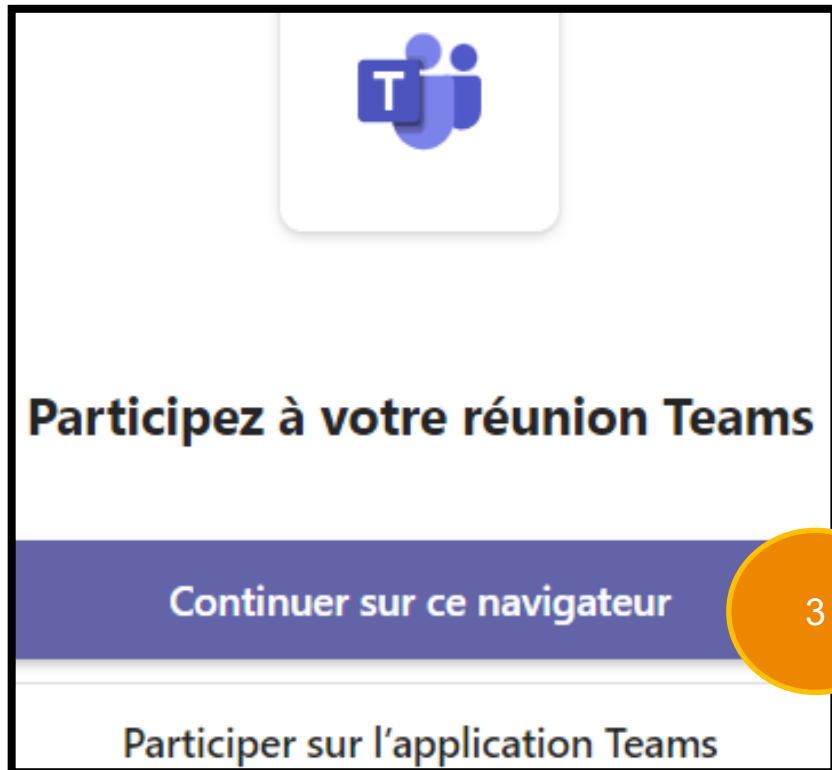 T
Participez à votre réunion Teams
Continuer sur ce navigateur
3
Participer sur l’application Teams